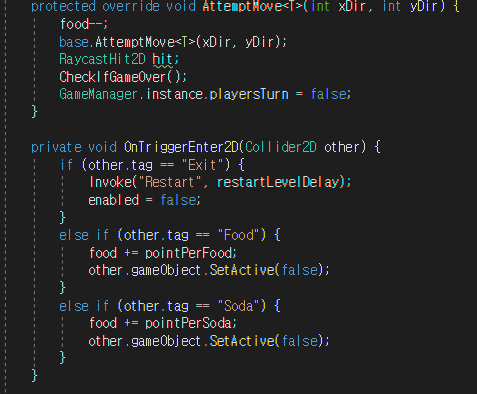 protected override void AttemptMove<T>(int xDir, int yDir) {
food--;
base.AttemptMove<T>(xDir, yDir);
RaycastHit2D hit;
CheckIfGameOver();
GameManager.instance.playersTurn = false;
}
private void OnTriggerEnter2D(Collider2D other) {
if (other.tag == "Exit") {
Invoke("Restart", restartLevelDelay);
enabled = false;
}
else if (other.tag == "Food") {
food += pointPerFood;
other.gameObject.SetActive(false);
}
else if (other.tag == "Soda") {
food += pointPerSoda;
other.gameObject.SetActive(false);
}
}